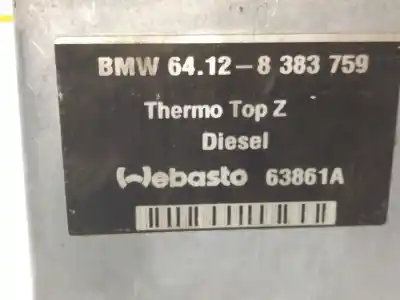 BMW 64.12-8 383 759
Thermo Top Z
Diesel
Webasto 63861A